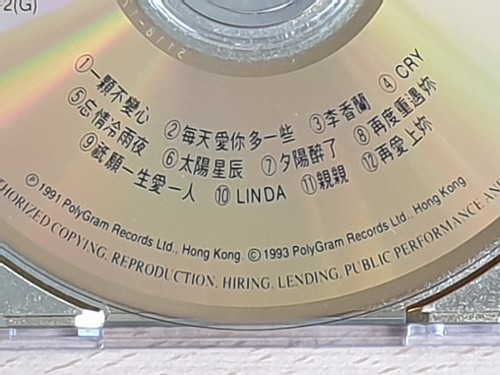 2(G)
①一顆不變心 ②每天愛你多一些 ③李香蘭 ④CRY
⑤忘情冷雨夜 ⑥太陽星辰 ⑦夕陽醉了 ⑧再度重遇妳
⑨祇願一生愛一人 ⑩LINDA ⑪親親 ⑫再愛上妳
Ⓟ1991 PolyGram Records Ltd., Hong Kong. ©1993 PolyGram Records Ltd., Hong Kong
THORIZED COPYING, REPRODUCTION, HIRING, LENDING, PUBLIC PERFORMANCE AN